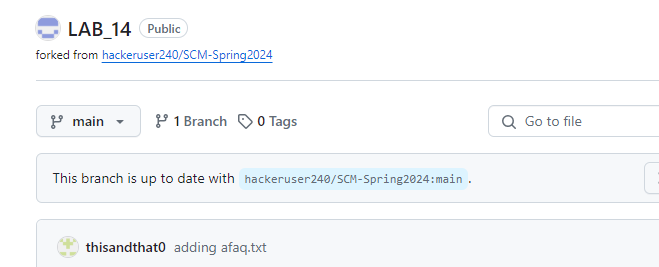 LAB_14 Public
forked from hackeruser240/SCM-Spring2024
main 1 Branch 0 Tags Go to file
This branch is up to date with hackeruser240/SCM-Spring2024:main.
thisandthat0 adding afaq.txt